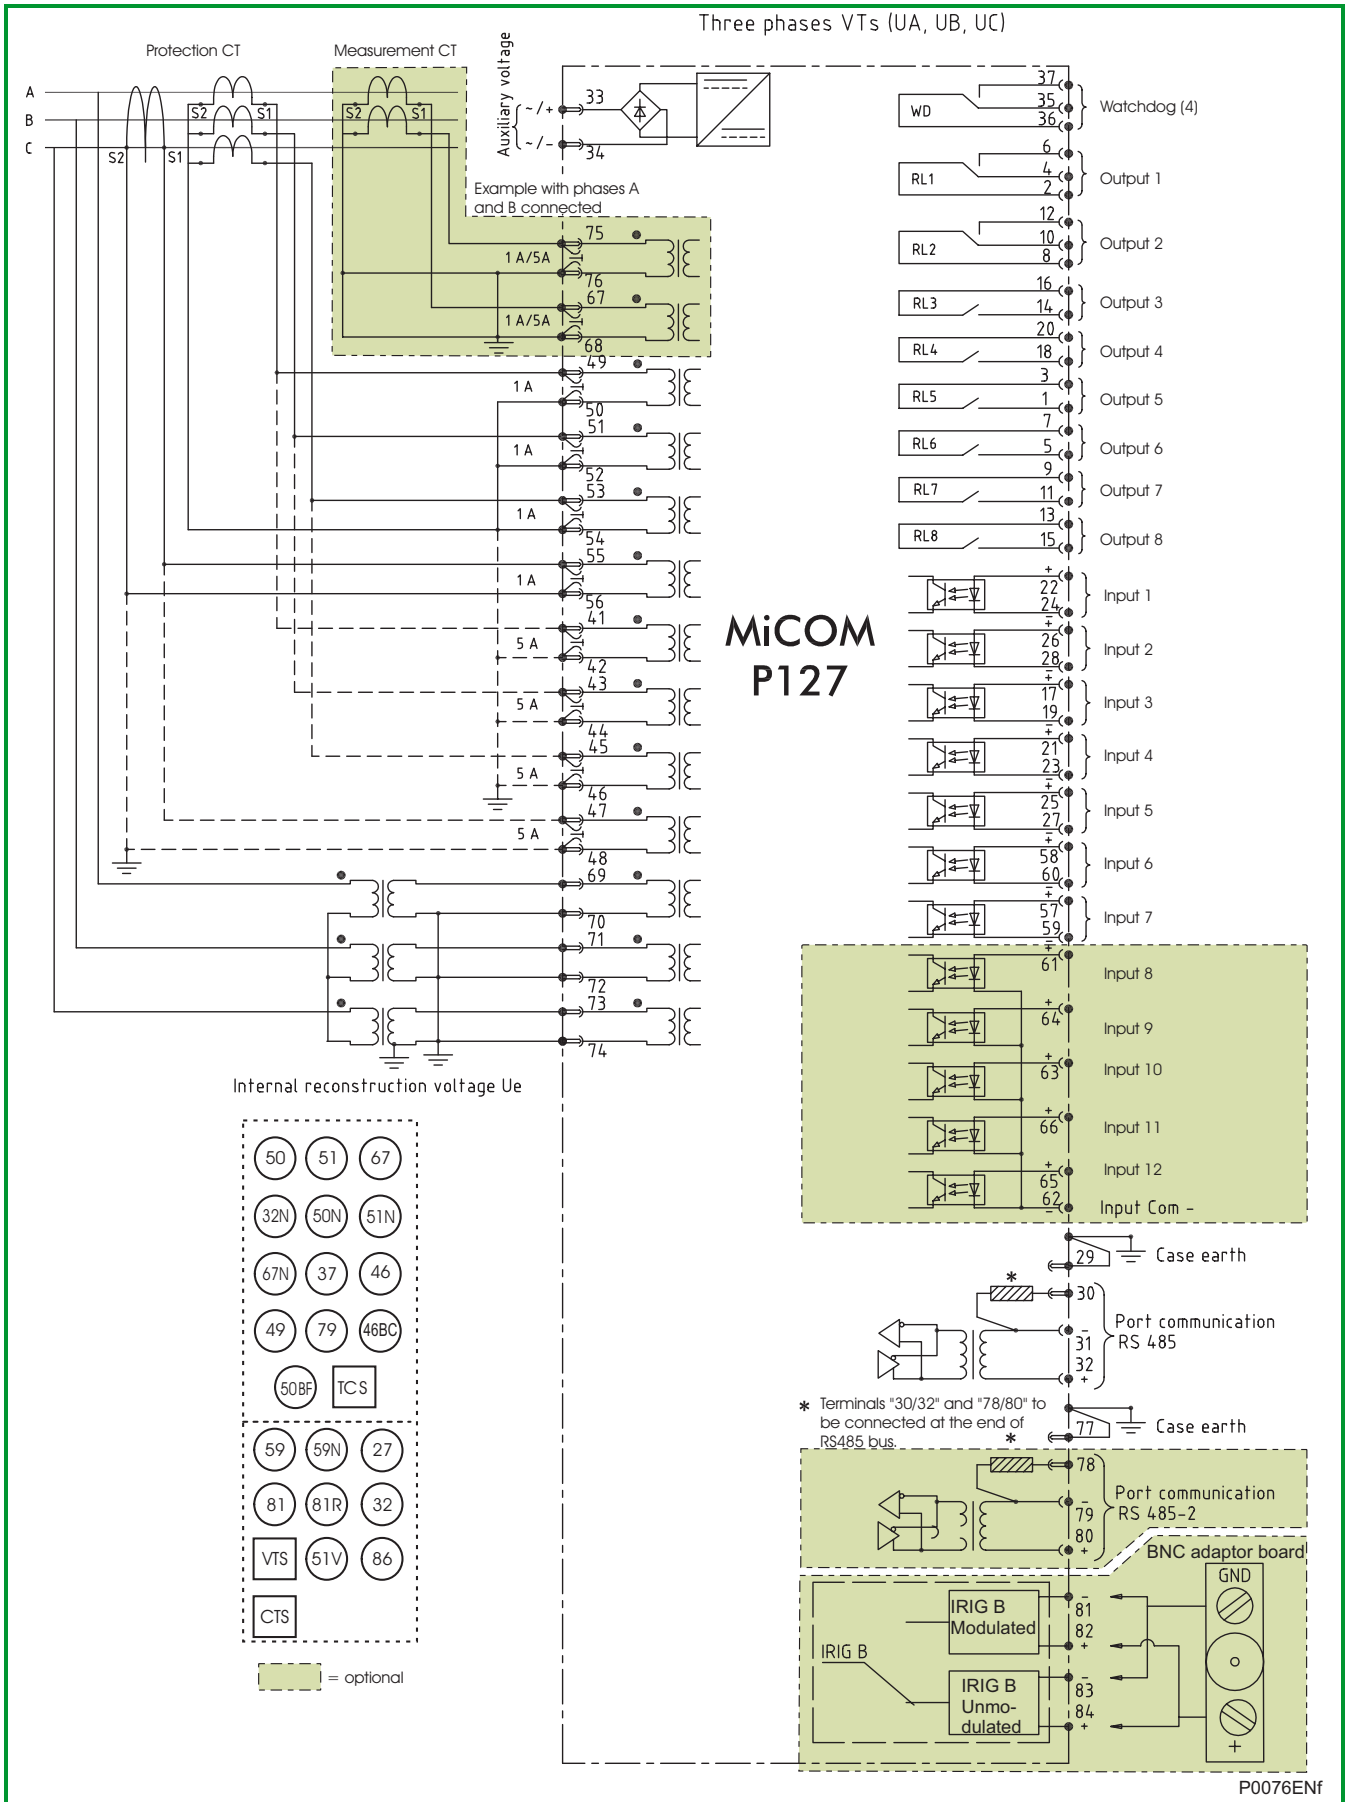 Three phases VTs (UA, UB, UC)
Protection CT
Measurement CT
Auxiliary voltage
A
B
C
S2
S1
S2 S1
S2 S1
~/+
33
~/-
34
Example with phases A
and B connected
75
1 A/5A
76
67
1 A/5A
68
49
1 A
50
51
1 A
52
53
1 A
54
55
1 A
56
41
5 A
42
43
5 A
44
45
5 A
46
47
5 A
48
69
70
71
72
73
74
Internal reconstruction voltage Ue
MiCOM
P127
WD
37
35
36
Watchdog (4)
RL1
6
4
2
Output 1
RL2
12
10
8
Output 2
RL3
16
14
Output 3
RL4
20
18
Output 4
RL5
3
1
Output 5
RL6
7
5
Output 6
RL7
9
11
Output 7
RL8
13
15
Output 8
+
22
24
-
Input 1
+
26
28
-
Input 2
+
17
19
-
Input 3
+
21
23
-
Input 4
+
25
27
-
Input 5
+
58
60
-
Input 6
+
57
59
-
Input 7
+
61
Input 8
+
64
Input 9
+
63
Input 10
+
66
Input 11
+
65
Input 12
62
-
Input Com -
29
Case earth
*
30
-
31
32
+
Port communication
RS 485
* Terminals "30/32" and "78/80" to
be connected at the end of
RS485 bus.
*
77
Case earth
78
-
79
80
+
Port communication
RS 485-2
BNC adaptor board
GND
+
IRIG B
IRIG B
Modulated
-
81
82
+
IRIG B
Unmo-
dulated
-
83
84
+
50 51 67
32N 50N 51N
67N 37 46
49 79 46BC
50BF TCS
59 59N 27
81 81R 32
VTS 51V 86
CTS
= optional
P0076ENf